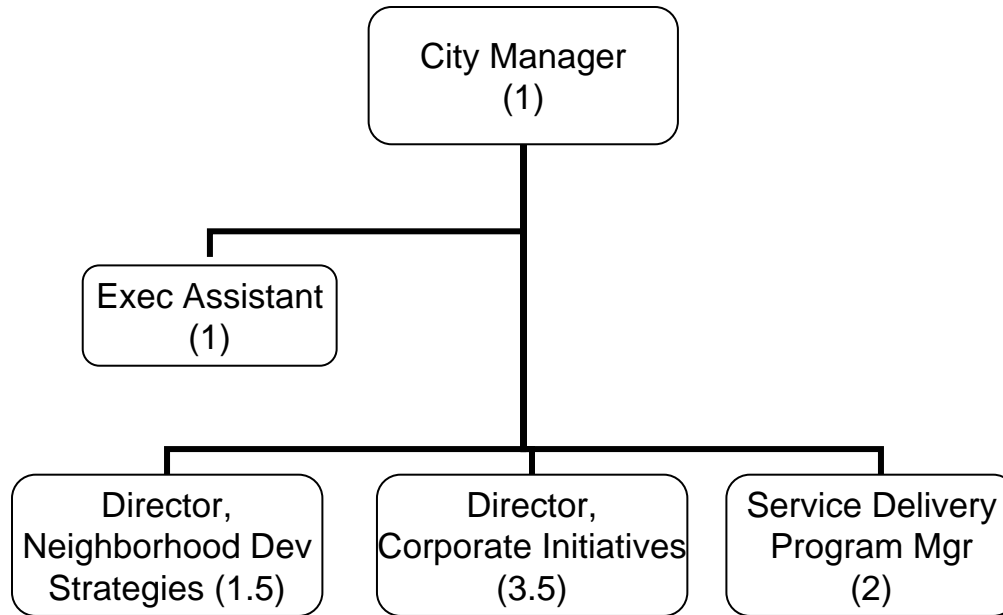 City Manager
(1)
Exec Assistant
(1)
Director,
Neighborhood Dev
Strategies (1.5)
Director,
Corporate Initiatives
(3.5)
Service Delivery
Program Mgr
(2)